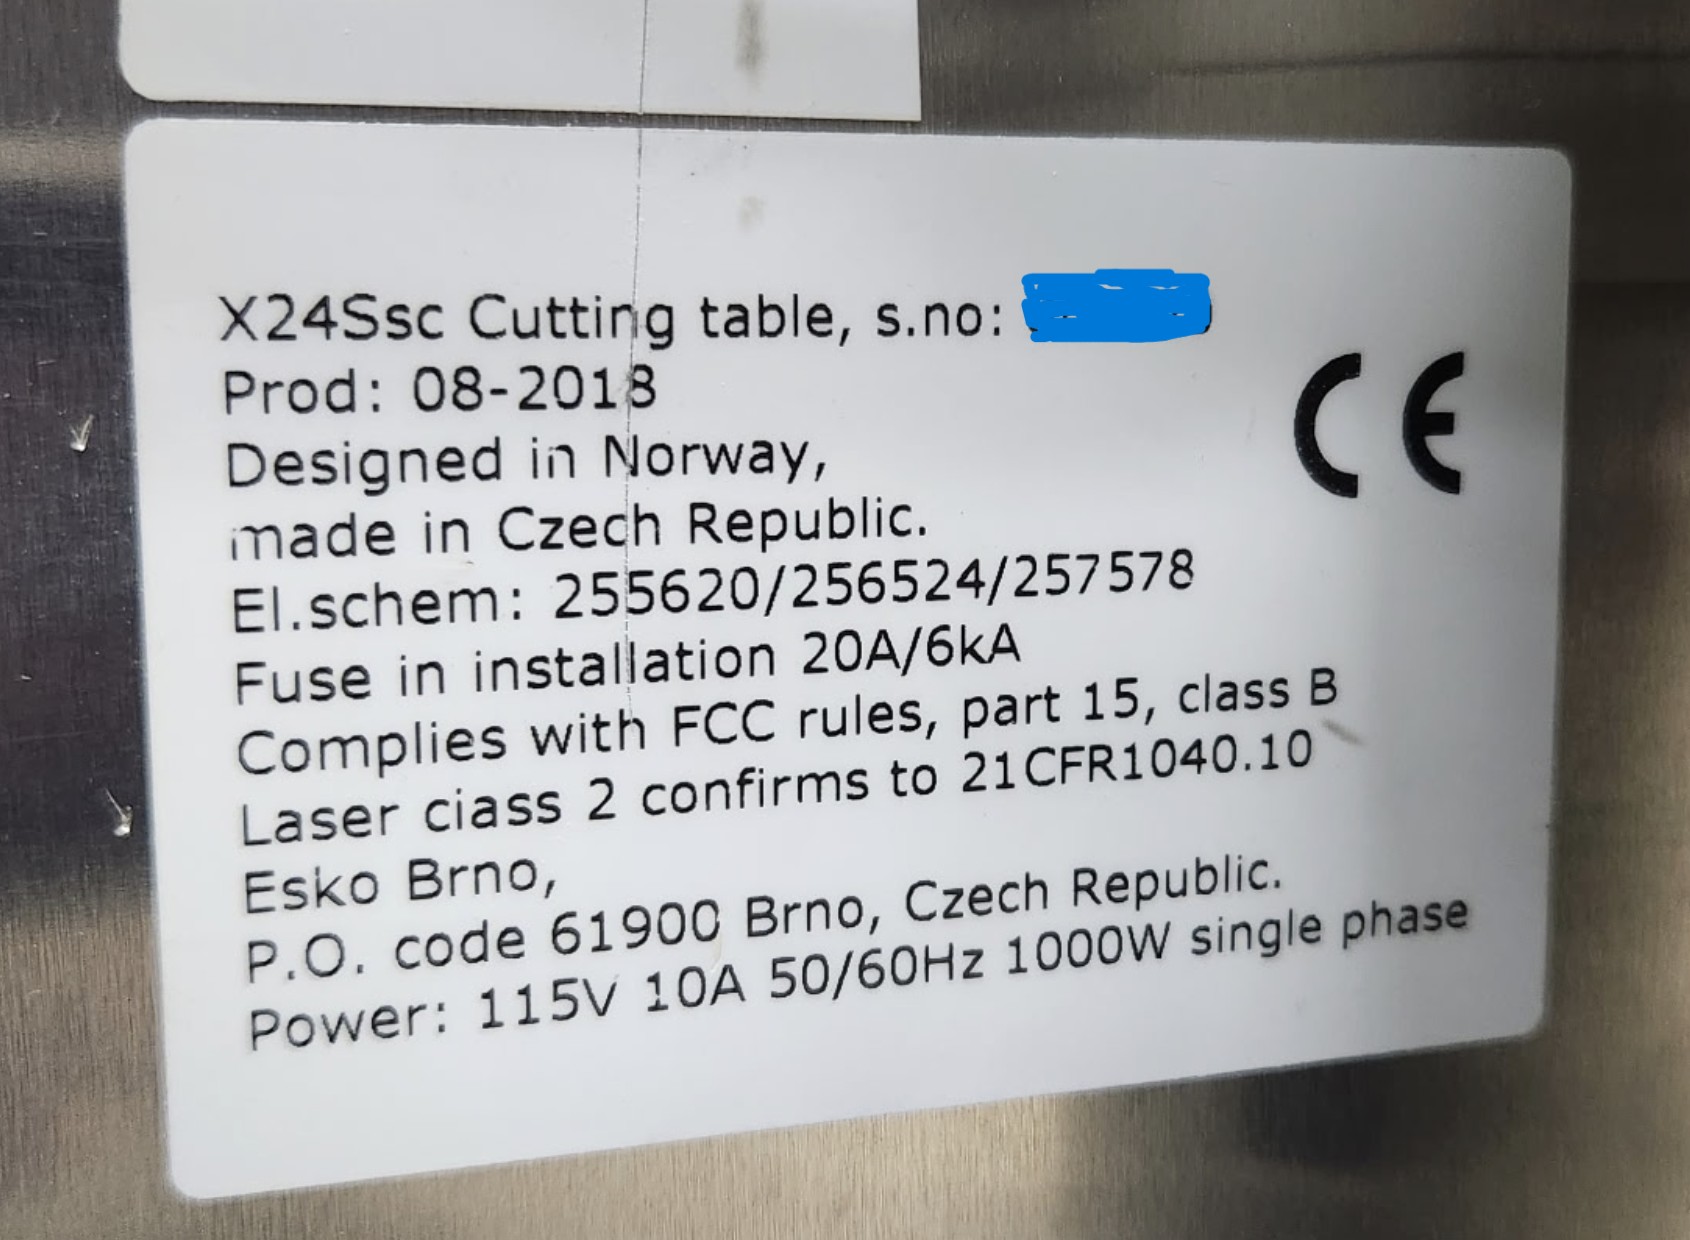 X24Ssc Cutting table, s.no:
Prod: 08-2018
Designed in Norway,
made in Czech Republic.
El.schem: 255620/256524/257578
Fuse in installation 20A/6kA
Complies with FCC rules, part 15, class B
Laser ciass 2 confirms to 21CFR1040.10
Esko Brno,
P.O. code 61900 Brno, Czech Republic.
Power: 115V 10A 50/60Hz 1000W single phase
CE